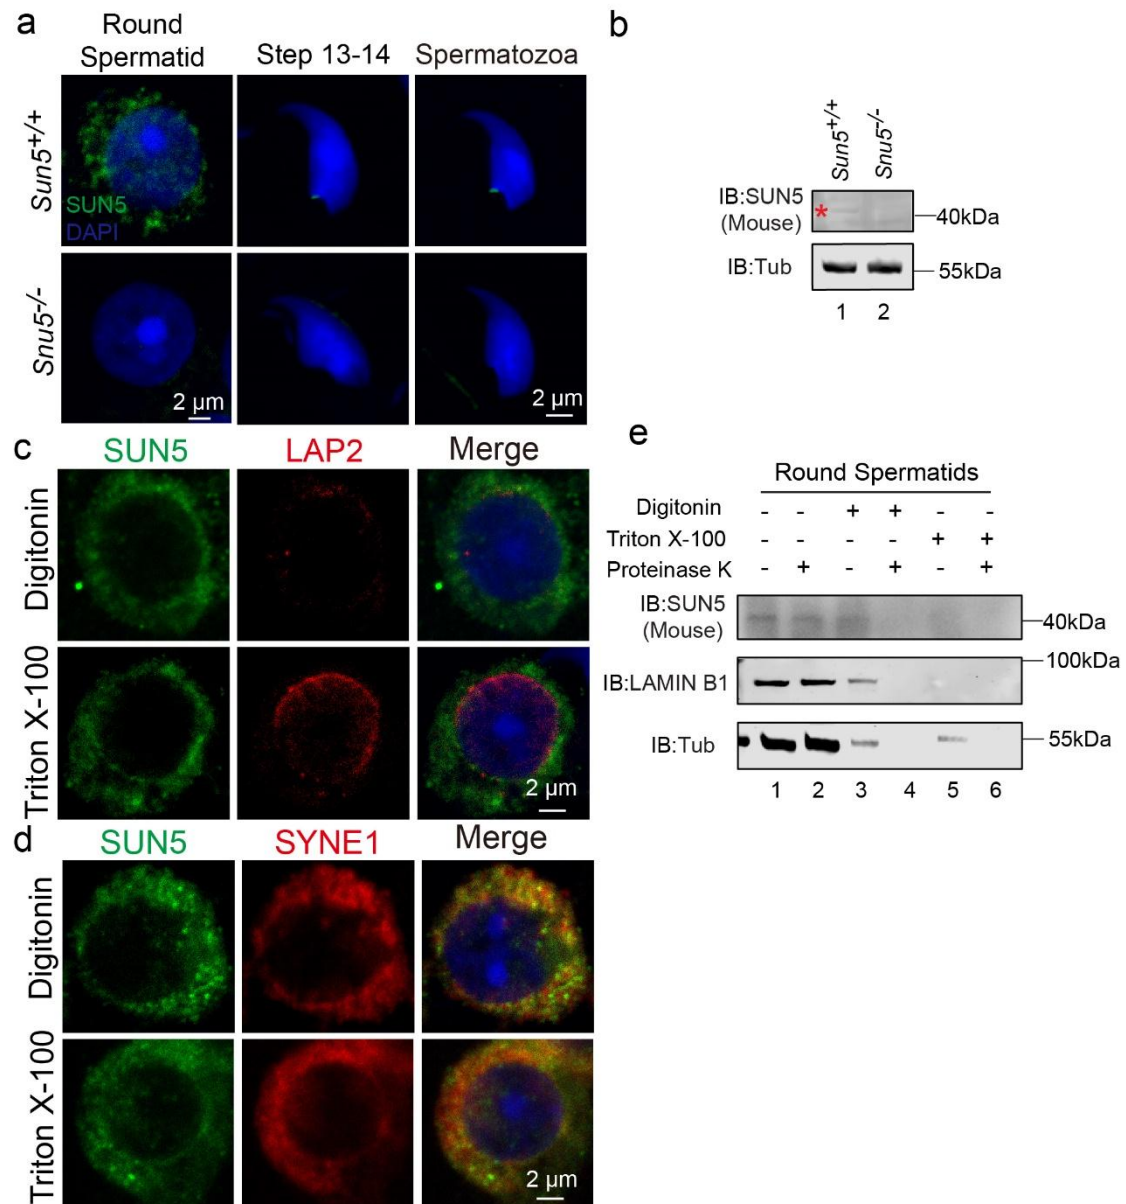 a
Round
Spermatid
Step 13-14
Spermatozoa
Sun5+/+
SUN5
DAPI
Snu5-/-
2 µm
2 µm
b
Sun5+/+
Snu5-/-
IB:SUN5
(Mouse)
*
40kDa
IB:Tub
55kDa
1 2
c
SUN5 LAP2 Merge
Digitonin
Triton X-100
2 µm
d
SUN5 SYNE1 Merge
Digitonin
Triton X-100
2 µm
e
Round Spermatids
Digitonin - - + + - -
Triton X-100 - - - - + +
Proteinase K - + - + - +
IB:SUN5
(Mouse)
40kDa
100kDa
IB:LAMIN B1
IB:Tub
55kDa
1 2 3 4 5 6